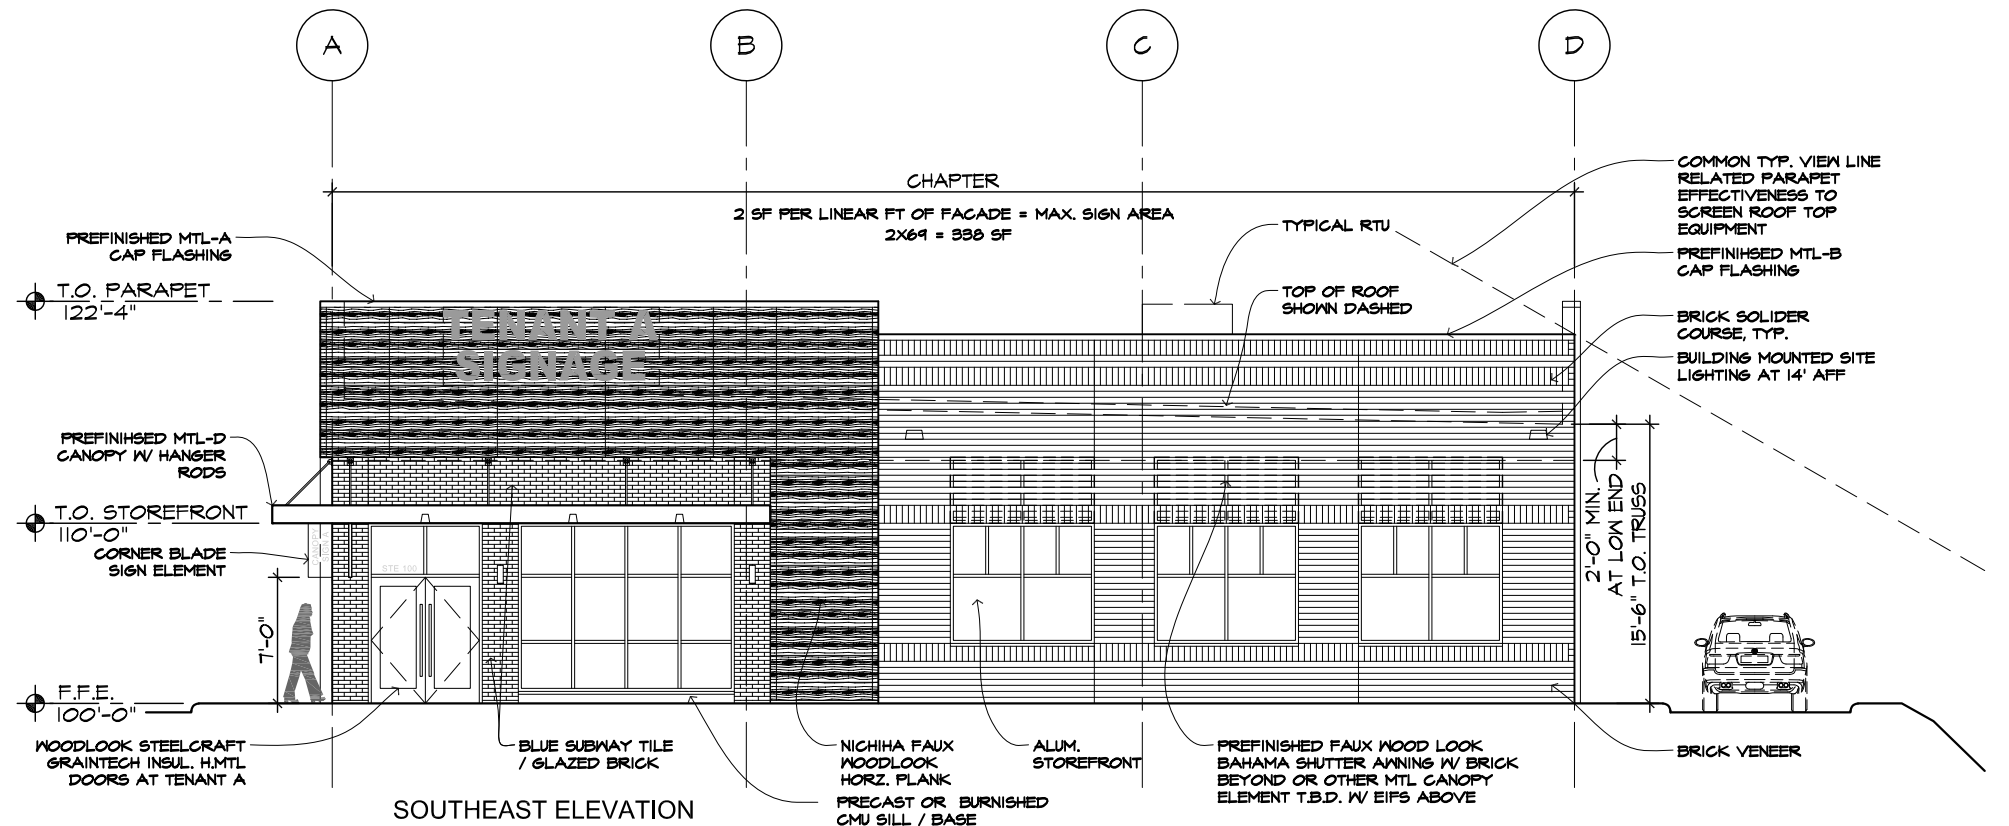 A
B
C
D
CHAPTER
2 SF PER LINEAR FT OF FACADE = MAX. SIGN AREA
2X69 = 338 SF
COMMON TYP. VIEW LINE
RELATED PARAPET
EFFECTIVENESS TO
SCREEN ROOF TOP
EQUIPMENT
TYPICAL RTU
PREFINISHED MTL-A
CAP FLASHING
PREFINIHSED MTL-B
CAP FLASHING
T.O. PARAPET
122'-4"
TOP OF ROOF
SHOWN DASHED
BRICK SOLIDER
COURSE, TYP.
TENANT A
SIGNAGE
BUILDING MOUNTED SITE
LIGHTING AT 14' AFF
PREFINIHSED MTL-D
CANOPY W/ HANGER
RODS
T.O. STOREFRONT
110'-0"
CORNER BLADE
SIGN ELEMENT
CANOPY
SIGN A
STE 100
2'-0" MIN.
AT LOW END
15'-6" T.O. TRUSS
7'-0"
F.F.E.
100'-0"
WOODLOOK STEELCRAFT
GRAINTECH INSUL. H.MTL
DOORS AT TENANT A
BLUE SUBWAY TILE
/ GLAZED BRICK
NICHIHA FAUX
WOODLOOK
HORZ. PLANK
ALUM.
STOREFRONT
PREFINISHED FAUX WOOD LOOK
BAHAMA SHUTTER AWNING W/ BRICK
BEYOND OR OTHER MTL CANOPY
ELEMENT T.B.D. W/ EIFS ABOVE
BRICK VENEER
PRECAST OR BURNISHED
CMU SILL / BASE
SOUTHEAST ELEVATION